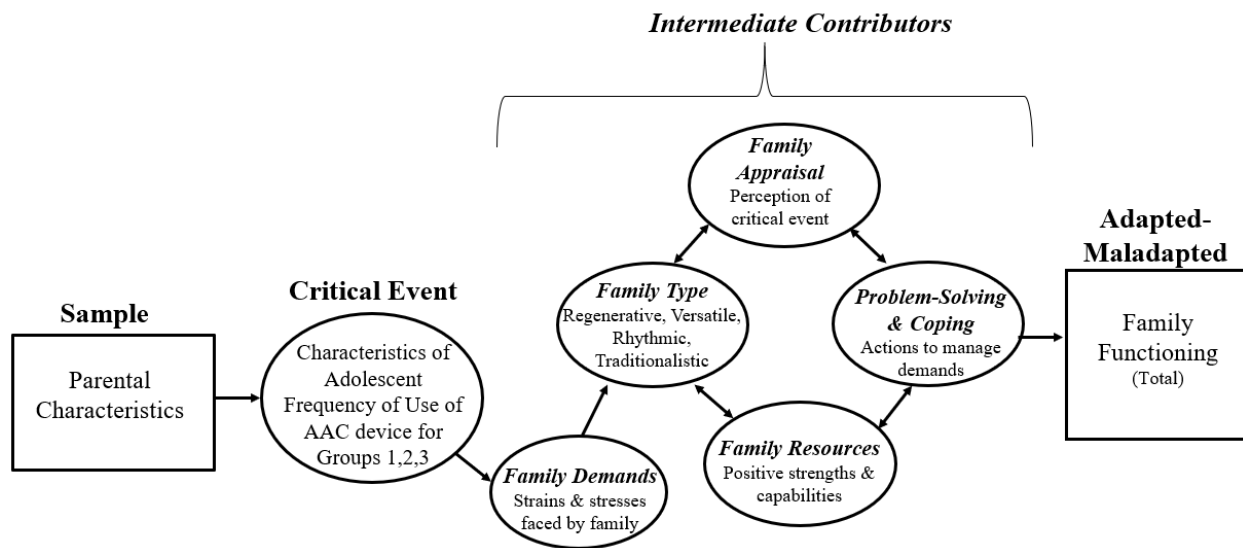 Intermediate Contributors
Sample
Parental
Characteristics
Critical Event
Characteristics of
Adolescent
Frequency of Use of
AAC device for
Groups 1,2,3
Family Demands
Strains & stresses
faced by family
Family Type
Regenerative, Versatile,
Rhythmic,
Traditionalistic
Family
Appraisal
Perception of
critical event
Family Resources
Positive strengths &
capabilities
Problem-Solving
& Coping
Actions to manage
demands
Adapted-
Maladapted
Family
Functioning
(Total)